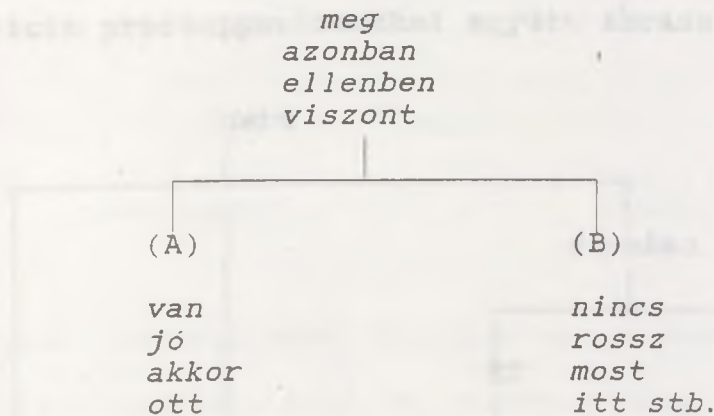 meg
azonban
ellenben
viszont
(A) (B)
van nincs
jó rossz
akkor most
ott itt stb.